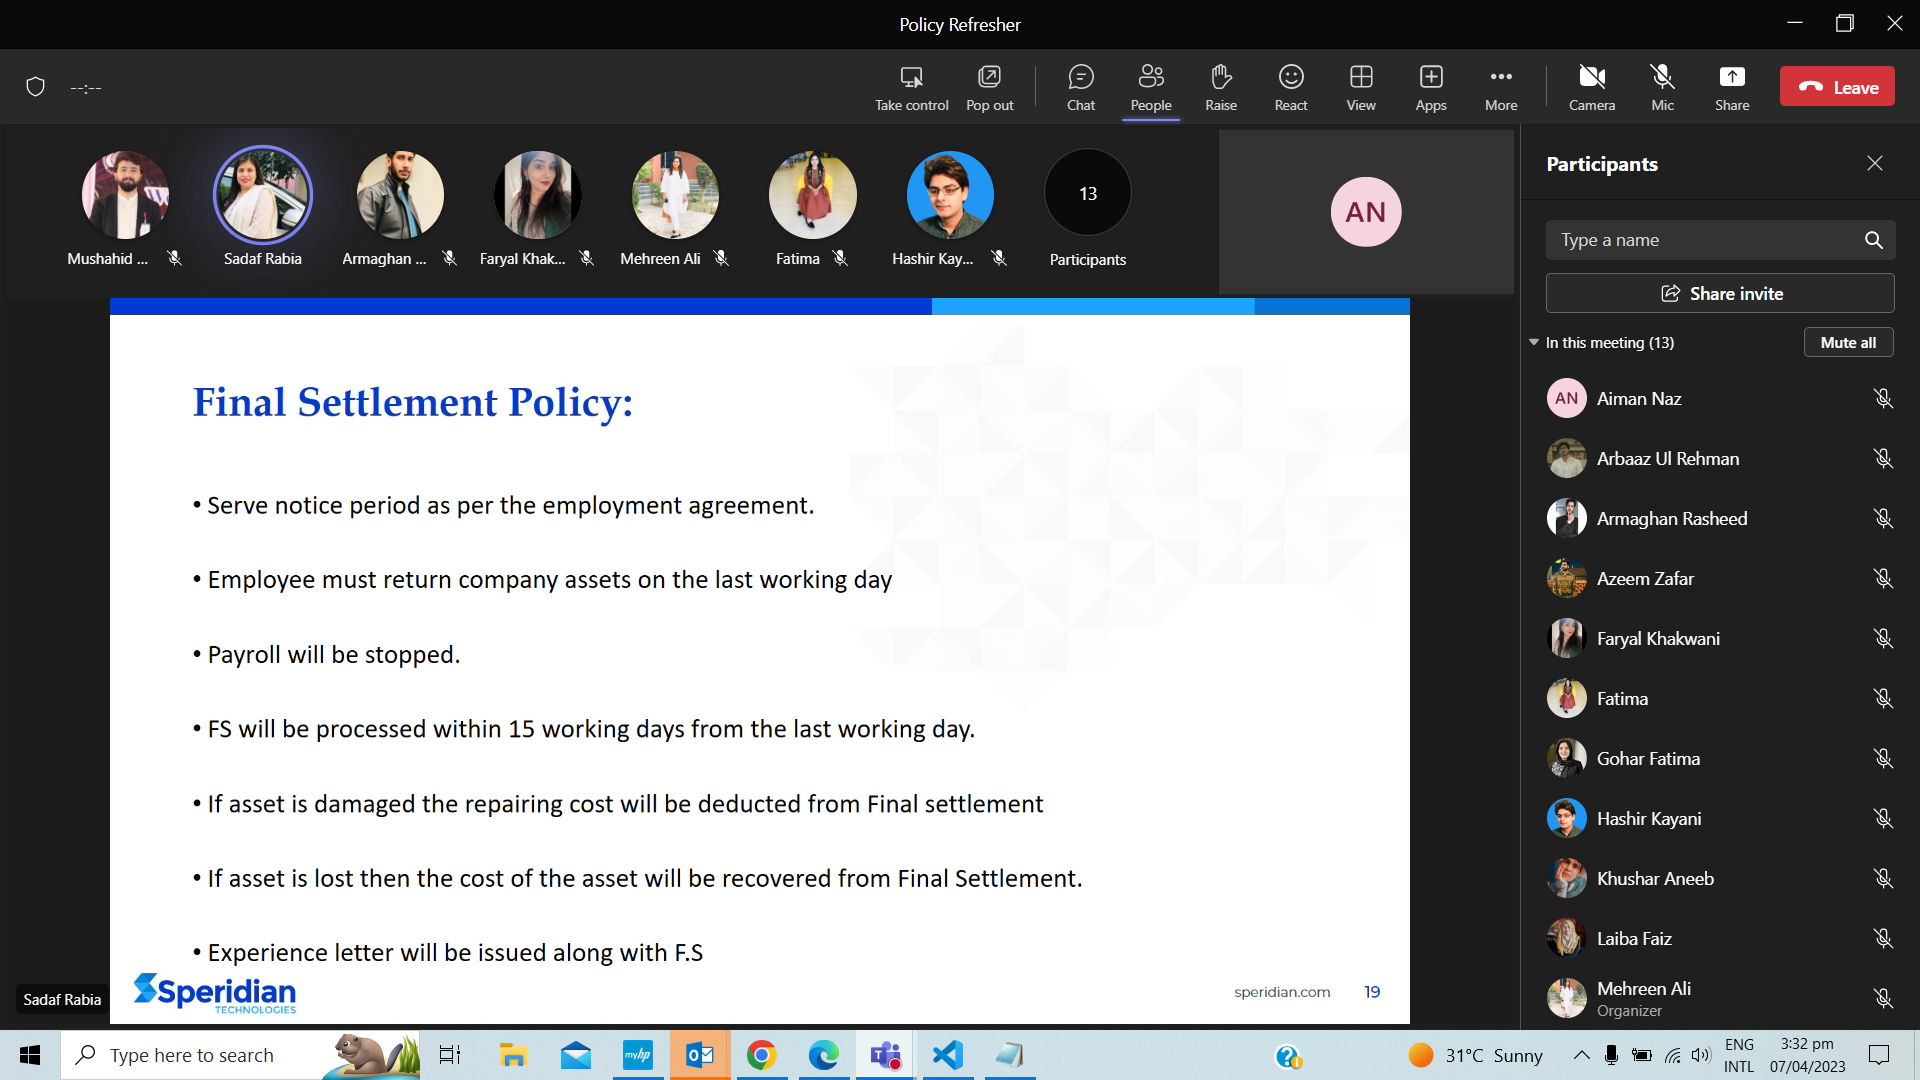 Policy Refresher
--:--
Take control
Pop out
Chat
People
Raise
React
View
Apps
More
Camera
Mic
Share
Leave
Mushahid ...
Sadaf Rabia
Armaghan ...
Faryal Khak...
Mehreen Ali
Fatima
Hashir Kay...
13
Participants
AN
Final Settlement Policy:
• Serve notice period as per the employment agreement.
• Employee must return company assets on the last working day
• Payroll will be stopped.
• FS will be processed within 15 working days from the last working day.
• If asset is damaged the repairing cost will be deducted from Final settlement
• If asset is lost then the cost of the asset will be recovered from Final Settlement.
• Experience letter will be issued along with F.S
Speridian
TECHNOLOGIES
speridian.com
19
Sadaf Rabia
Participants
Type a name
Share invite
In this meeting (13)
Mute all
AN
Aiman Naz
Arbaaz Ul Rehman
Armaghan Rasheed
Azeem Zafar
Faryal Khakwani
Fatima
Gohar Fatima
Hashir Kayani
Khushar Aneeb
Laiba Faiz
Mehreen Ali
Organizer
Type here to search
myhp
31°C Sunny
ENG
INTL
3:32 pm
07/04/2023